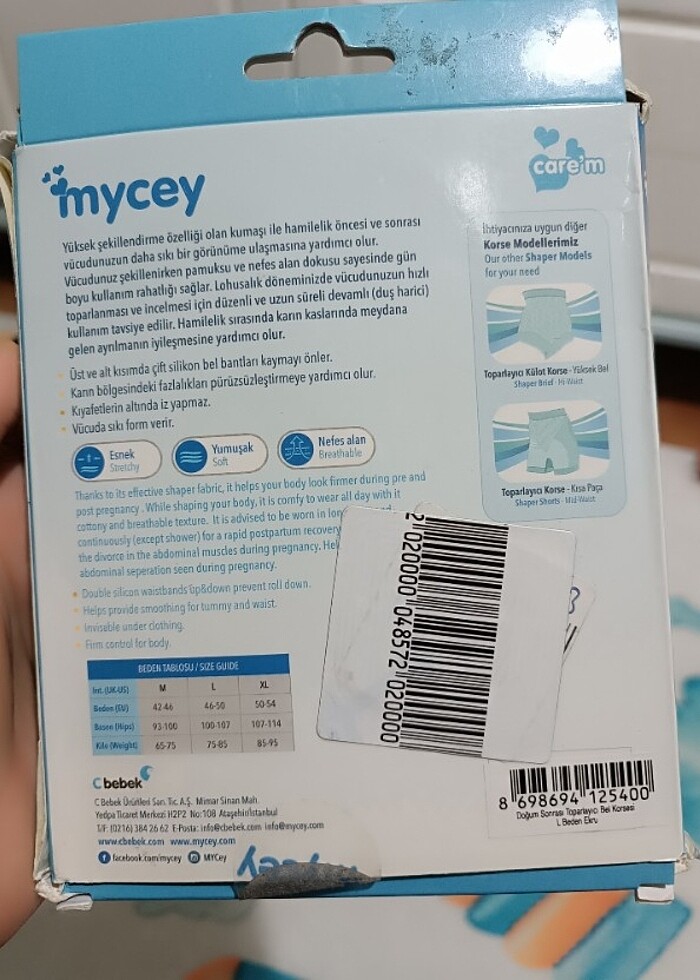 mycey
care'm
Yüksek şekillendirme özelliği olan kumaşı ile hamilelik öncesi ve sonrası
vücudunuzun daha sıkı bir görünüme ulaşmasına yardımcı olur.
Vücudunuz şekillenirken pamuksu ve nefes alan dokusu sayesinde gün
boyu kullanım rahatlığı sağlar. Lohusalık döneminizde vücudunuzun hızlı
toparlanması ve incelmesi için düzenli ve uzun süreli devamlı (duş harici)
kullanım tavsiye edilir. Hamilelik sırasında karın kaslarında meydana
gelen ayrılmanın iyileşmesine yardımcı olur.
Üst ve alt kısımda çift silikon bel bantları kaymayı önler.
Karın bölgesindeki fazlalıkları pürüzsüzleştirmeye yardımcı olur.
Kıyafetlerin altında iz yapmaz.
Vücuda sıkı form verir.
Esnek
Stretchy
Yumuşak
Soft
Nefes alan
Breathable
Thanks to its effective shaper fabric, it helps your body look firmer during pre and
post pregnancy. While shaping your body, it is comfy to wear all day with it
cottony and breathable texture. It is advised to be worn in
continuously (except shower) for a rapid postpartum recovery
the divorce in the abdominal muscles during pregnancy.
abdominal seperation seen during pregnancy.
Double silicon waistbands up&down prevent roll down.
Helps provide smoothing for tummy and waist.
Invisible under clothing.
Firm control for body.
BEDEN TABLOSU / SIZE GUIDE
Int. (UK-US) M L XL
Beden (EU) 42-46 46-50 50-54
Basen (Hips) 93-100 100-107 107-114
Kilo (Weight) 65-75 75-85 85-95
C bebek
C Bebek Ürünleri San. Tic. A.Ş. Mimar Sinan Mah.
Yedpa Ticaret Merkezi H2P2 No:108 Ataşehir/İstanbul
T/F: (0216) 384 26 62 E-Posta: info@cbebek.com info@mycey.com
www.cbebek.com www.mycey.com
facebook.com/mycey MYCey
İhtiyacınıza uygun diğer
Korse Modellerimiz
Our other Shaper Models
for your need
Toparlayıcı Külot Korse - Yüksek Bel
Shaper Brief - Hi-Waist
Toparlayıcı Korse - Kısa Paça
Shaper Shorts - Mid-Waist
2 020000 048572 020000
8 698694 125400
Doğum Sonrası Toparlayıcı Bel Korsesi
L Beden Ekru
mycey